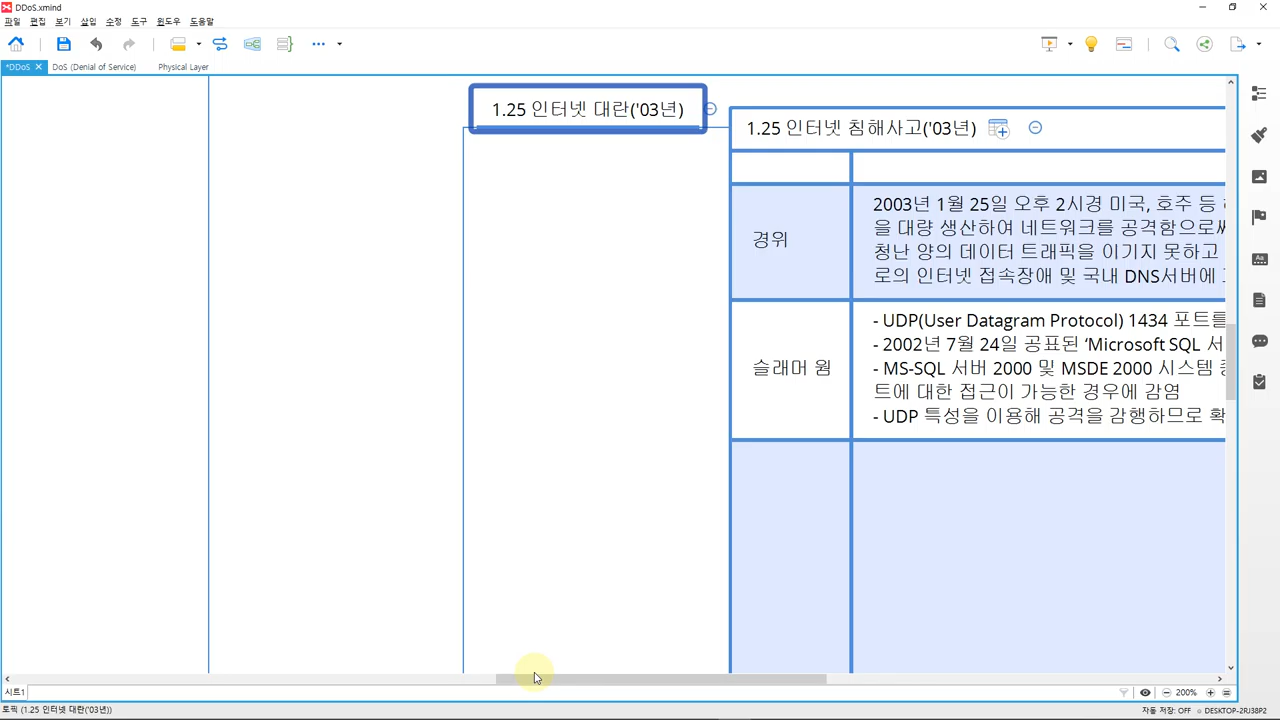 DDoS.xmind
파일 편집 보기 삽입 수정 도구 윈도우 도움말
*DDoS DoS (Denial of Service) Physical Layer
1.25 인터넷 대란('03년)
1.25 인터넷 침해사고('03년)
경위
2003년 1월 25일 오후 2시경 미국, 호주 등
을 대량 생산하여 네트워크를 공격함으로써
청난 양의 데이터 트래픽을 이기지 못하고
로의 인터넷 접속장애 및 국내 DNS서버에
슬래머 웜
- UDP(User Datagram Protocol) 1434 포트를
- 2002년 7월 24일 공표된 ‘Microsoft SQL 서
- MS-SQL 서버 2000 및 MSDE 2000 시스템
트에 대한 접근이 가능한 경우에 감염
- UDP 특성을 이용해 공격을 감행하므로 확
시트1
200%
토픽 (1.25 인터넷 대란('03년))
자동 저장: OFF
DESKTOP-2RJ38P2